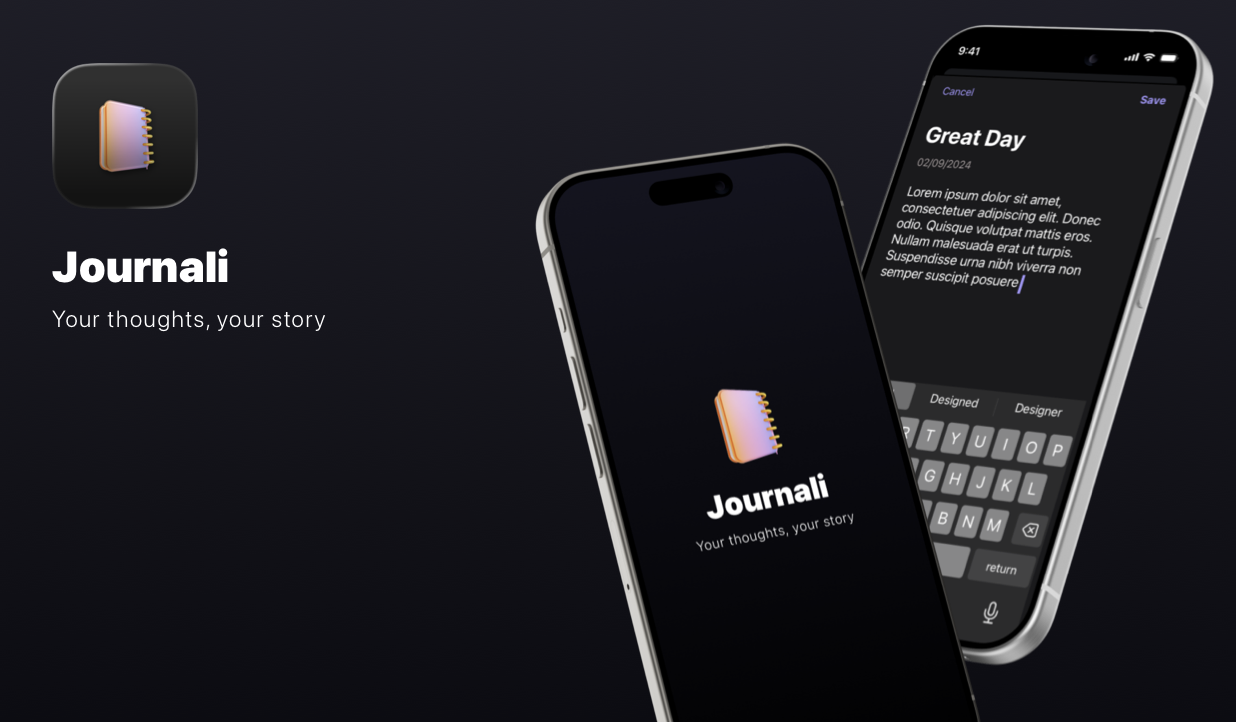 Journali
Your thoughts, your story
Journali
Your thoughts, your story
9:41
Cancel
Save
Great Day
02/09/2024
Lorem ipsum dolor sit amet,
consectetuer adipiscing elit. Donec
odio. Quisque volutpat mattis eros.
Nullam malesuada erat ut turpis.
Suspendisse urna nibh viverra non
semper suscipit posuere
Designed Designer
R T Y U I O P
G H J K L
B N M
return